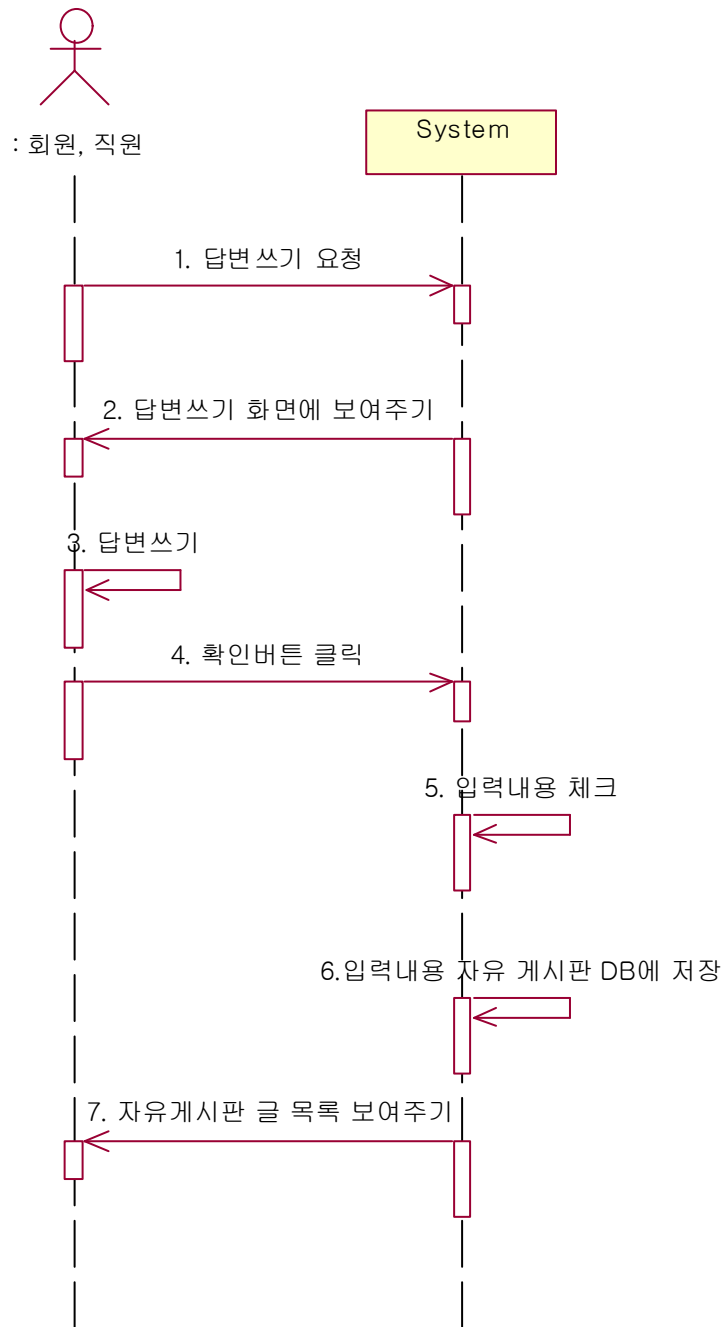 : 회원, 직원
System
1. 답변쓰기 요청
2. 답변쓰기 화면에 보여주기
3. 답변쓰기
4. 확인버튼 클릭
5. 입력내용 체크
6.입력내용 자유 게시판 DB에 저장
7. 자유게시판 글 목록 보여주기